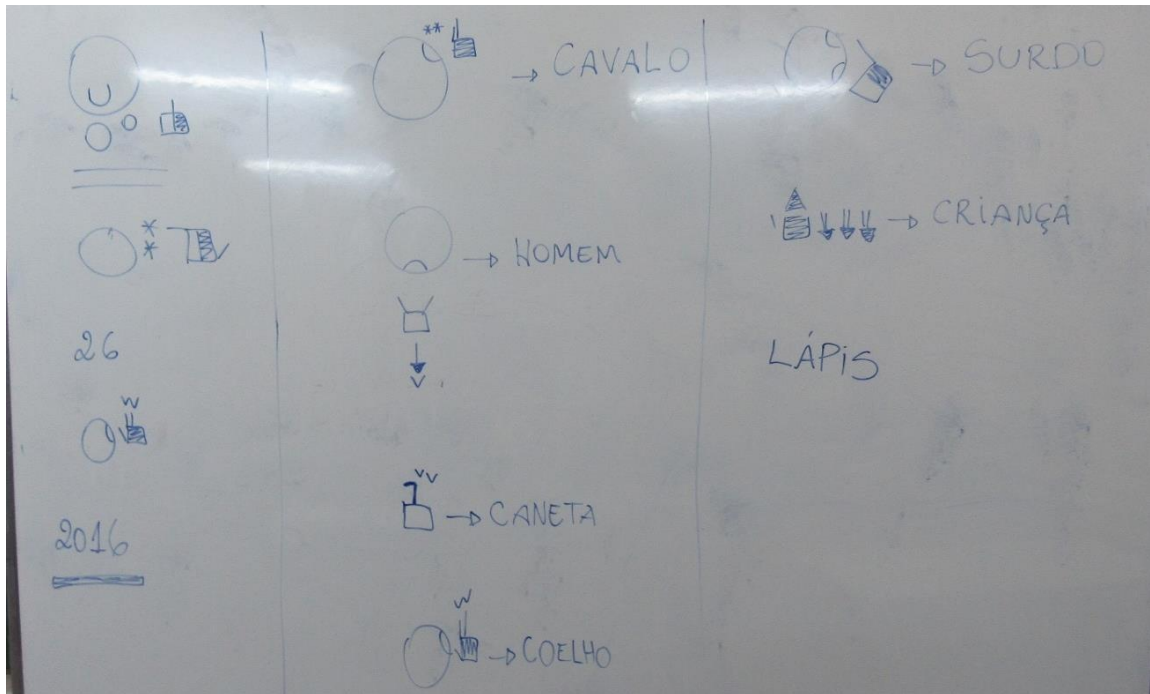 26
2016
→ CAVALO
→ HOMEM
→ CANETA
→ COELHO
→ SURDO
→ CRIANÇA
LÁPIS